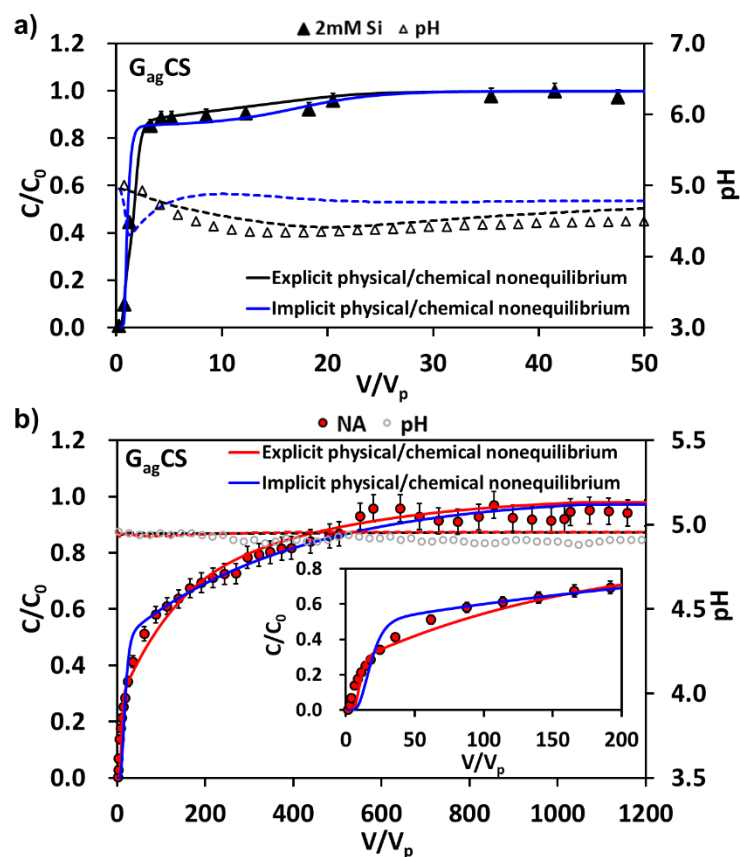 a)
▲ 2mM Si △ pH
1.2
1.0
0.8
0.6
0.4
0.2
0.0
C/C0
GagCS
7.0
6.0
5.0
4.0
3.0
pH
Explicit physical/chemical nonequilibrium
Implicit physical/chemical nonequilibrium
0 10 20 30 40 50
V/Vp
b)
NA pH
1.2
1.0
0.8
0.6
0.4
0.2
0.0
C/C0
GagCS
Explicit physical/chemical nonequilibrium
Implicit physical/chemical nonequilibrium
5.5
5.0
4.5
4.0
3.5
pH
0.8
0.6
0.4
0.2
0.0
C/C0
0 50 100 150 200
V/Vp
0 200 400 600 800 1000 1200
V/Vp